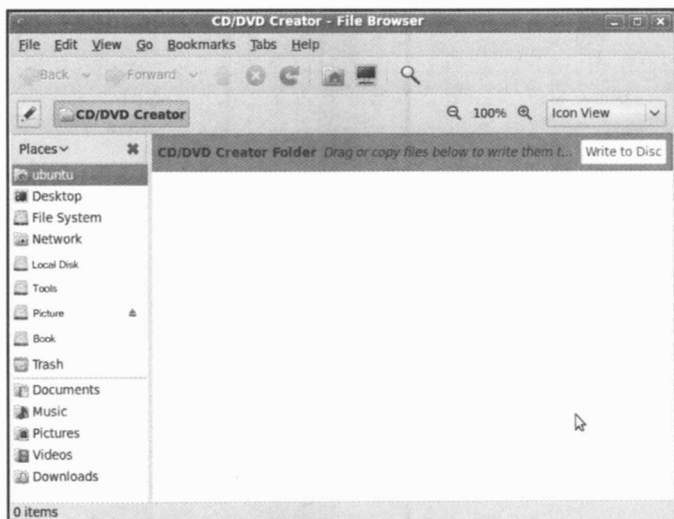 CD/DVD Creator - File Browser
File Edit View Go Bookmarks Tabs Help
Back Forward
CD/DVD Creator 100% Icon View
Places
CD/DVD Creator Folder Drag or copy files below to write them t... Write to Disc
ubuntu
Desktop
File System
Network
Local Disk
Tools
Picture
Book
Trash
Documents
Music
Pictures
Videos
Downloads
0 items